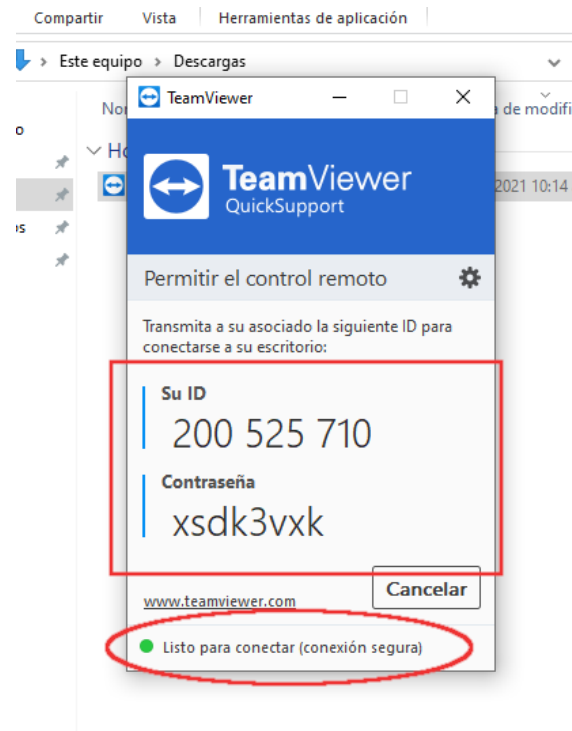 Compartir Vista Herramientas de aplicación
Este equipo > Descargas
TeamViewer
TeamViewer
QuickSupport
2021 10:14
Permitir el control remoto
Transmita a su asociado la siguiente ID para
conectarse a su escritorio:
Su ID
200 525 710
Contraseña
xsdk3vxk
Cancelar
www.teamviewer.com
Listo para conectar (conexión segura)